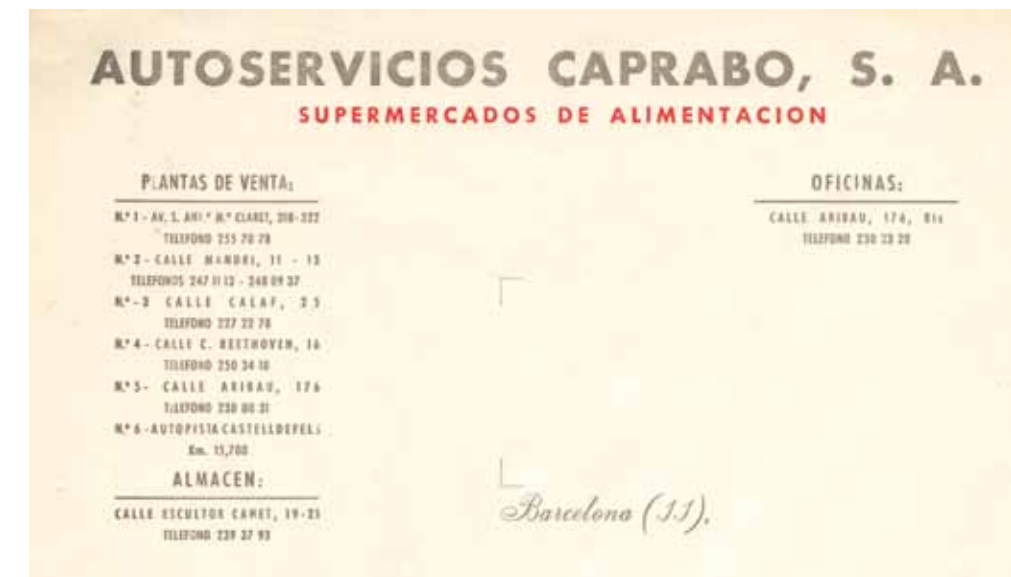 AUTOSERVICIOS CAPRABO, S. A.
SUPERMERCADOS DE ALIMENTACION
PLANTAS DE VENTA:
N.º 1 - AV. S. ANT.º M.ª CLARET, 318-322
TELEFONO 255 70 78
N.º 2 - CALLE MANDRI, 11 - 13
TELEFONOS 247 11 13 - 248 09 37
N.º - 3 CALLE CALAF, 25
TELEFONO 227 22 78
N.º 4 - CALLE C. BEETHOVEN, 16
TELEFONO 250 34 10
N.º 5 - CALLE ARIBAU, 176
TELEFONO 230 80 31
N.º 6 - AUTOPISTA CASTELLDEFELS
Km. 15,700
ALMACEN:
CALLE ESCULTOR CANET, 19-21
TELEFONO 239 37 93
OFICINAS:
CALLE ARIBAU, 176, Bis
TELEFONO 230 23 20
Barcelona (11),